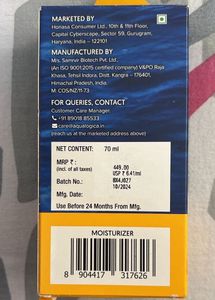 MARKETED BY
Honasa Consumer Ltd., 10th & 11th Floor,
Capital Cyberscape, Sector 59, Gurugram,
Haryana, India - 122101
MANUFACTURED BY
M/s. Samrvir Biotech Pvt. Ltd.
(An ISO 9001:2015 certified company) V&PO Raja
Khasa, Tehsil Indora, Distt. Kangra - 176401,
Himachal Pradesh, India.
M: COS/NZ/11-73
FOR QUERIES, CONTACT
Customer Care Manager,
+91 89018 85533
care@aqualogica.in
(reach us at the marketed address above)
NET CONTENT: 70 ml
MRP ₹ : 449.00
(incl. of all taxes) USP ₹ 6.41/ml
Batch No.: BX4J027
Mfg. Date: 10/2024
Use Before 24 Months From Mfg.
MOISTURIZER
8 904417 317626